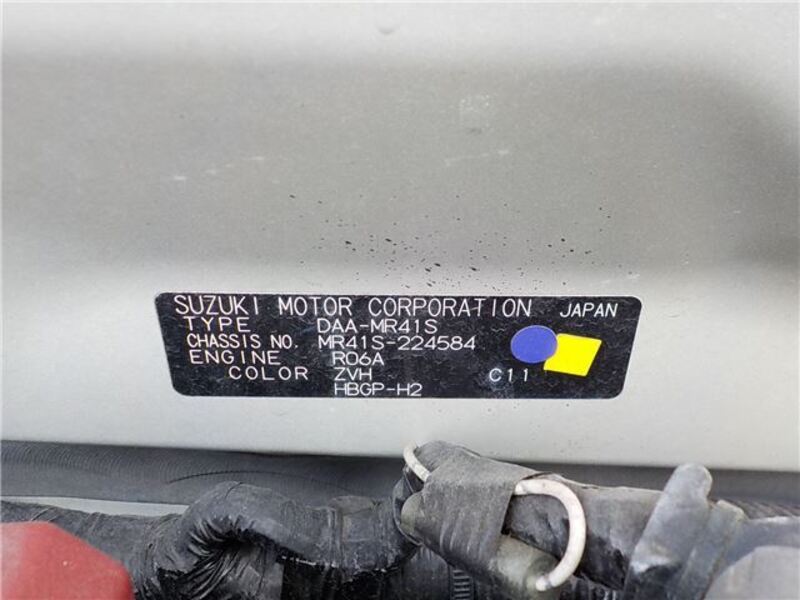 SUZUKI MOTOR CORPORATION JAPAN
TYPE DAA-MR41S
CHASSIS NO. MR41S-224584
ENGINE R06A
COLOR ZVH C11
HBGP-H2